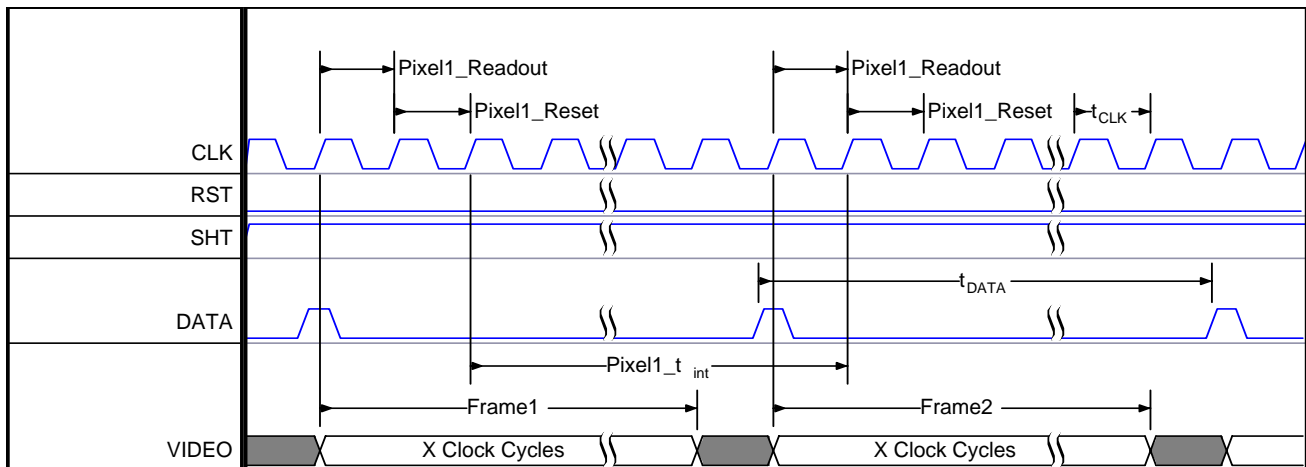 Pixel1_Readout Pixel1_Readout
Pixel1_Reset Pixel1_Reset tCLK
CLK
RST
SHT
tDATA
DATA
Pixel1_t int
Frame1 Frame2
VIDEO X Clock Cycles X Clock Cycles